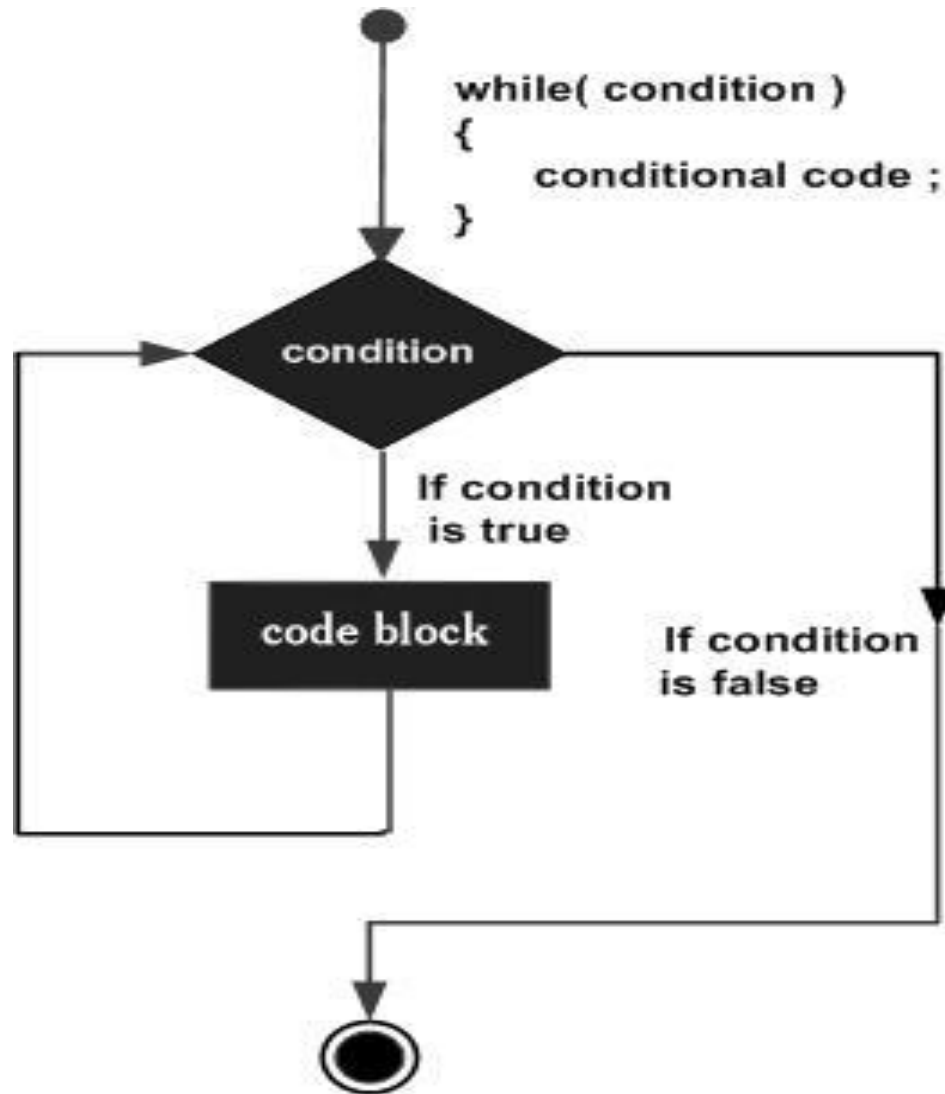 while( condition )
{
conditional code ;
}
condition
If condition
is true
code block
If condition
is false